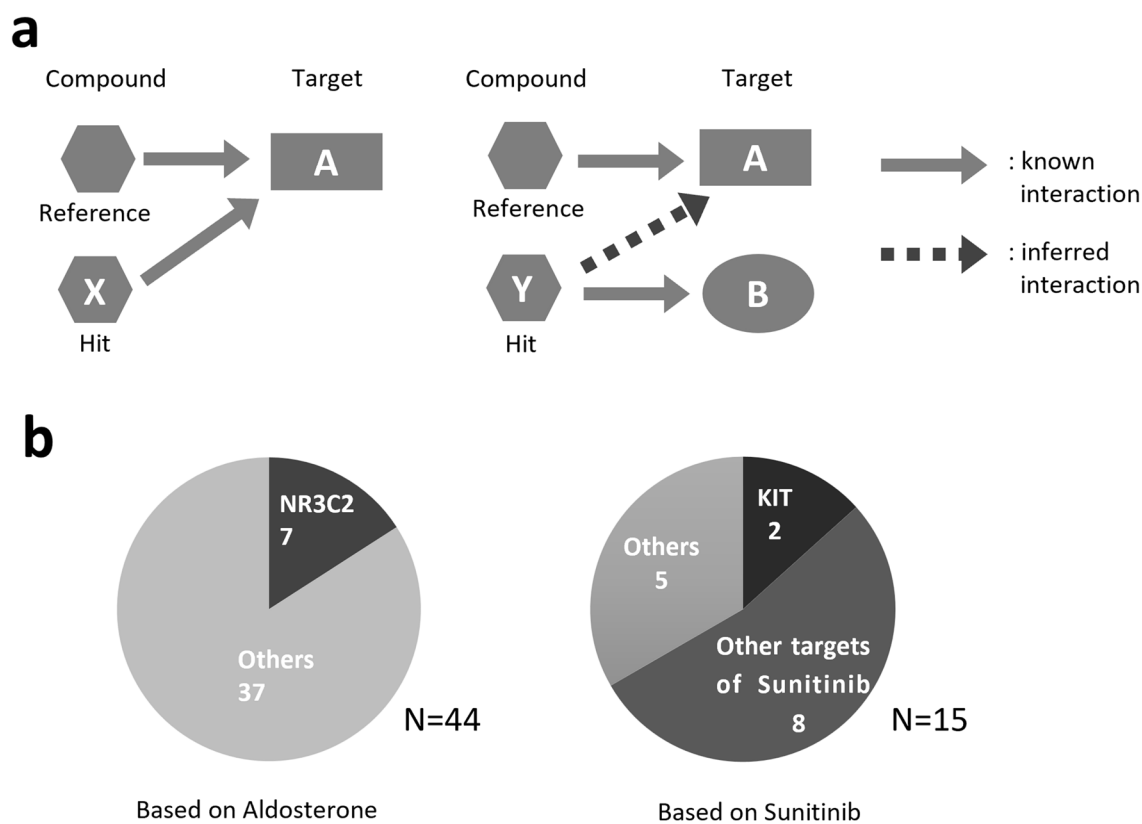 a
Compound
Target
Compound
Target
A
A
: known
interaction
Reference
Reference
: inferred
interaction
X
Y
B
Hit
Hit
b
NR3C2
7
KIT
2
Others
5
Others
37
Other targets
of Sunitinib
8
N=44
N=15
Based on Aldosterone
Based on Sunitinib